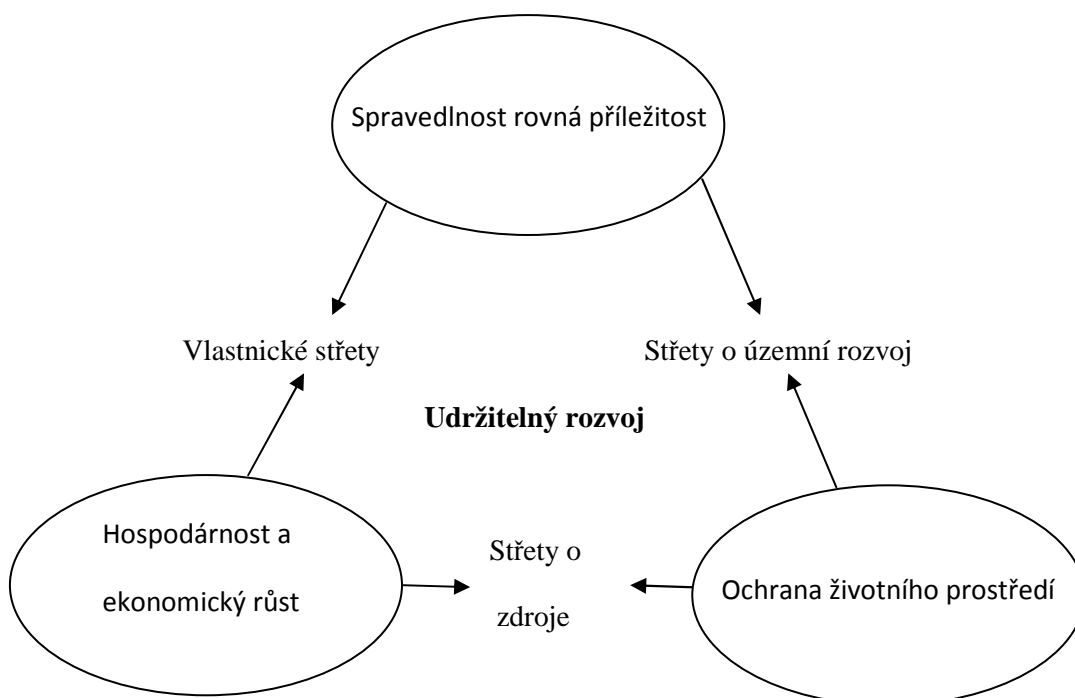 Spravedlnost rovná příležitost
Vlastnické střety
Střety o územní rozvoj
Udržitelný rozvoj
Hospodárnost a
ekonomický růst
Střety o
zdroje
Ochrana životního prostředí